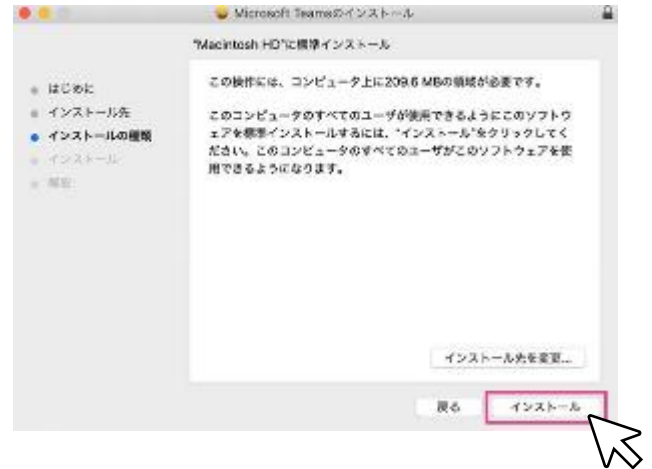 Microsoft Teamsのインストール
"Macintosh HD"に標準インストール
はじめに
インストール先
インストールの種類
インストール
概要
この操作には、コンピュータ上に209.6 MBの領域が必要です。
このコンピュータのすべてのユーザが使用できるようにこのソフトウ
ェアを標準インストールするには、"インストール"をクリックしてく
ださい。このコンピュータのすべてのユーザがこのソフトウェアを使
用できるようになります。
インストール先を変更...
戻る
インストール